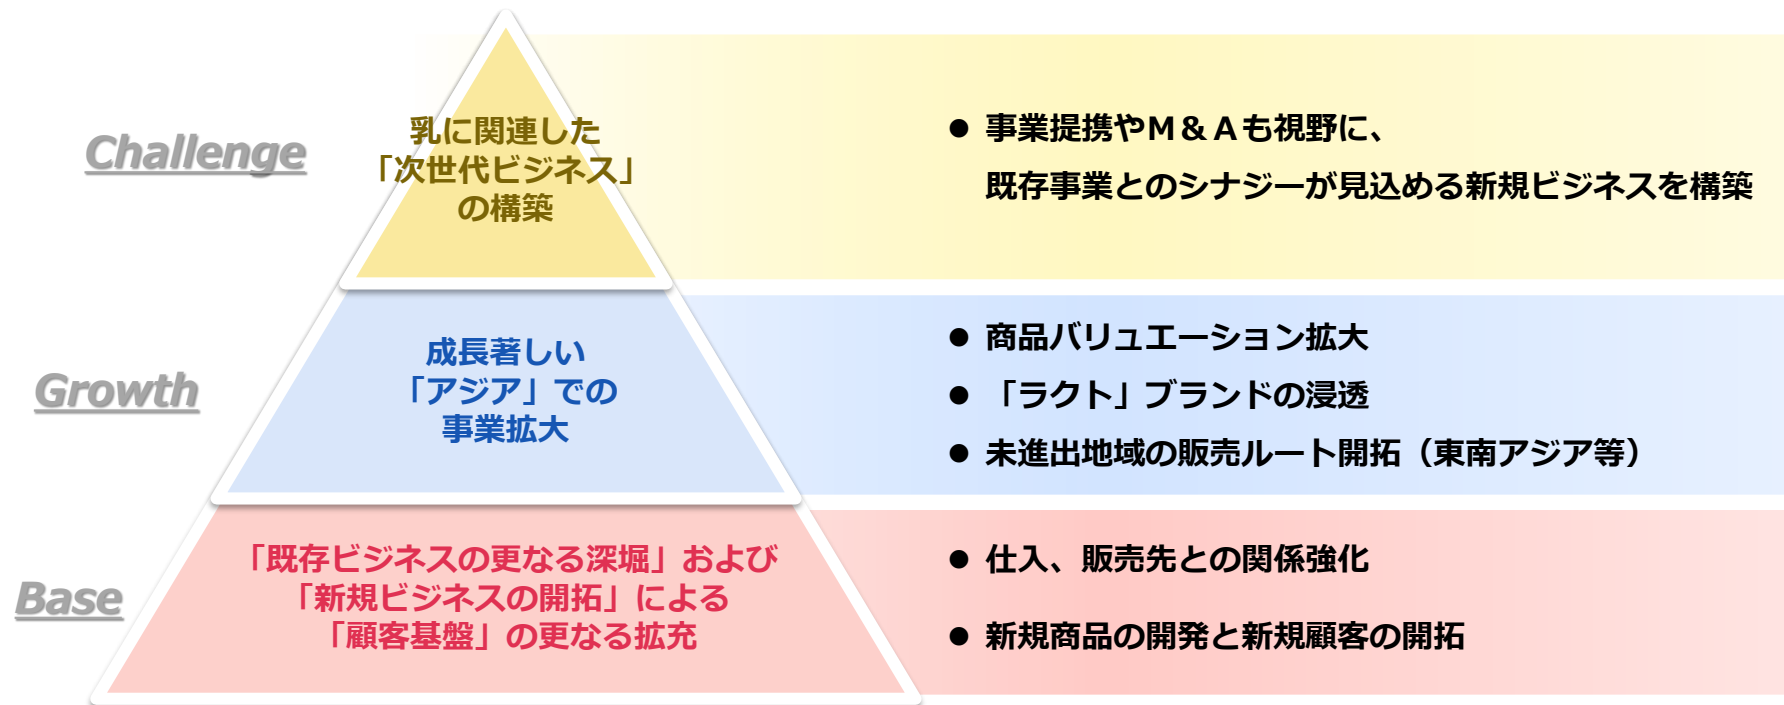 Challenge
乳に関連した
「次世代ビジネス」
の構築
● 事業提携やＭ＆Ａも視野に、
既存事業とのシナジーが見込める新規ビジネスを構築
Growth
成長著しい
「アジア」での
事業拡大
● 商品バリュエーション拡大
● 「ラクト」ブランドの浸透
● 未進出地域の販売ルート開拓（東南アジア等）
Base
「既存ビジネスの更なる深堀」および
「新規ビジネスの開拓」による
「顧客基盤」の更なる拡充
● 仕入、販売先との関係強化
● 新規商品の開発と新規顧客の開拓